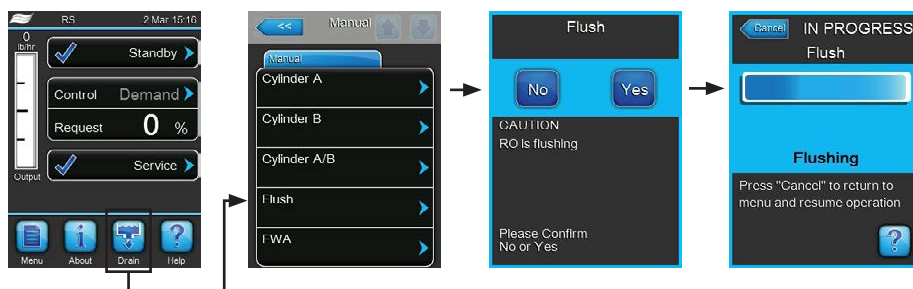 RS 2 Mar 15:16
0
lb/hr
Standby
Control Demand
Request 0 %
Service
Output
Menu About Drain Help
<< Manual
Manual
Cylinder A
Cylinder B
Cylinder A/B
Flush
FWA
Flush
No Yes
CAUTION
RO is flushing
Please Confirm
No or Yes
Cancel IN PROGRESS
Flush
Flushing
Press "Cancel" to return to
menu and resume operation
?